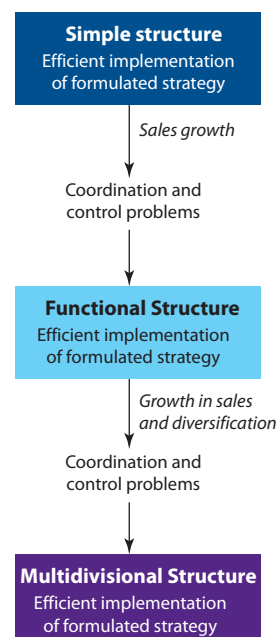 Simple structure
Efficient implementation
of formulated strategy
Sales growth
Coordination and
control problems
Functional Structure
Efficient implementation
of formulated strategy
Growth in sales
and diversification
Coordination and
control problems
Multidivisional Structure
Efficient implementation
of formulated strategy